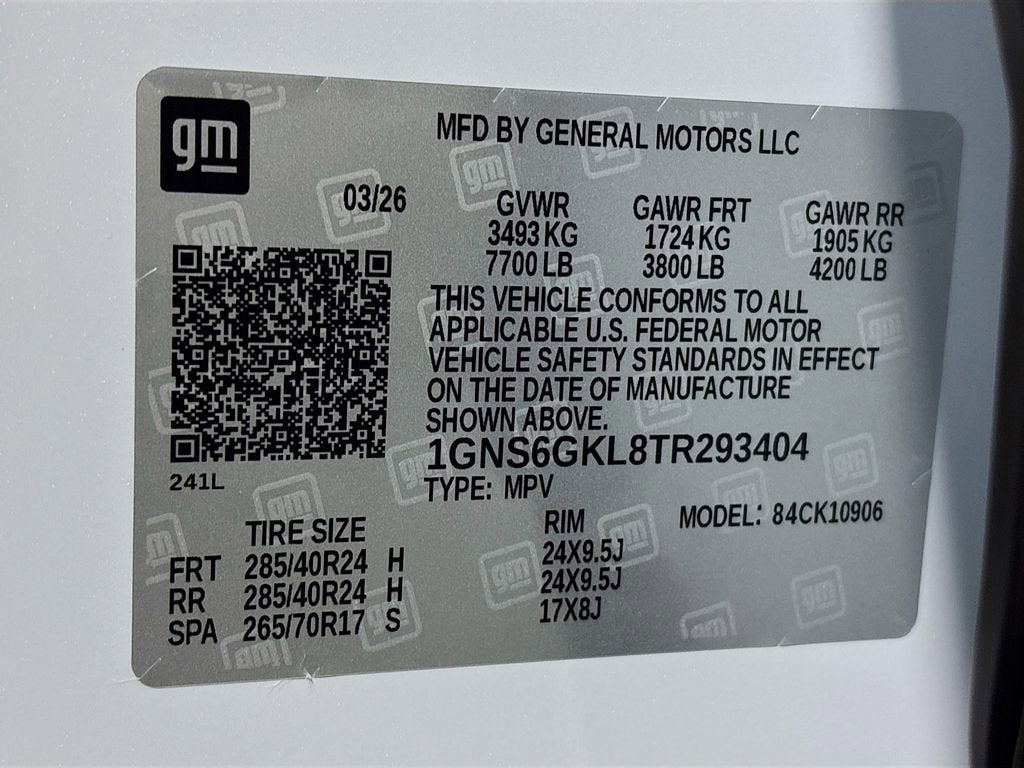 gm
MFD BY GENERAL MOTORS LLC
03/26
GVWR GAWR FRT GAWR RR
3493 KG 1724 KG 1905 KG
7700 LB 3800 LB 4200 LB
THIS VEHICLE CONFORMS TO ALL
APPLICABLE U.S. FEDERAL MOTOR
VEHICLE SAFETY STANDARDS IN EFFECT
ON THE DATE OF MANUFACTURE
SHOWN ABOVE.
1GNS6GKL8TR293404
241L
TYPE: MPV
TIRE SIZE RIM MODEL: 84CK10906
FRT 285/40R24 H 24X9.5J
RR 285/40R24 H 24X9.5J
SPA 265/70R17 S 17X8J